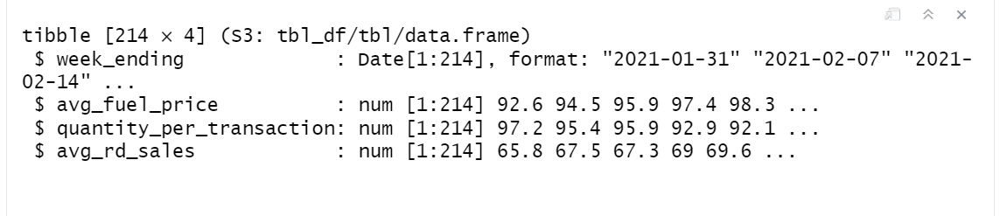 tibble [214 × 4] (S3: tbl_df/tbl/data.frame)
 $ week_ending             : Date[1:214], format: "2021-01-31" "2021-02-07" "2021-
02-14" ...
 $ avg_fuel_price          : num [1:214] 92.6 94.5 95.9 97.4 98.3 ...
 $ quantity_per_transaction: num [1:214] 97.2 95.4 95.9 92.9 92.1 ...
 $ avg_rd_sales            : num [1:214] 65.8 67.5 67.3 69 69.6 ...